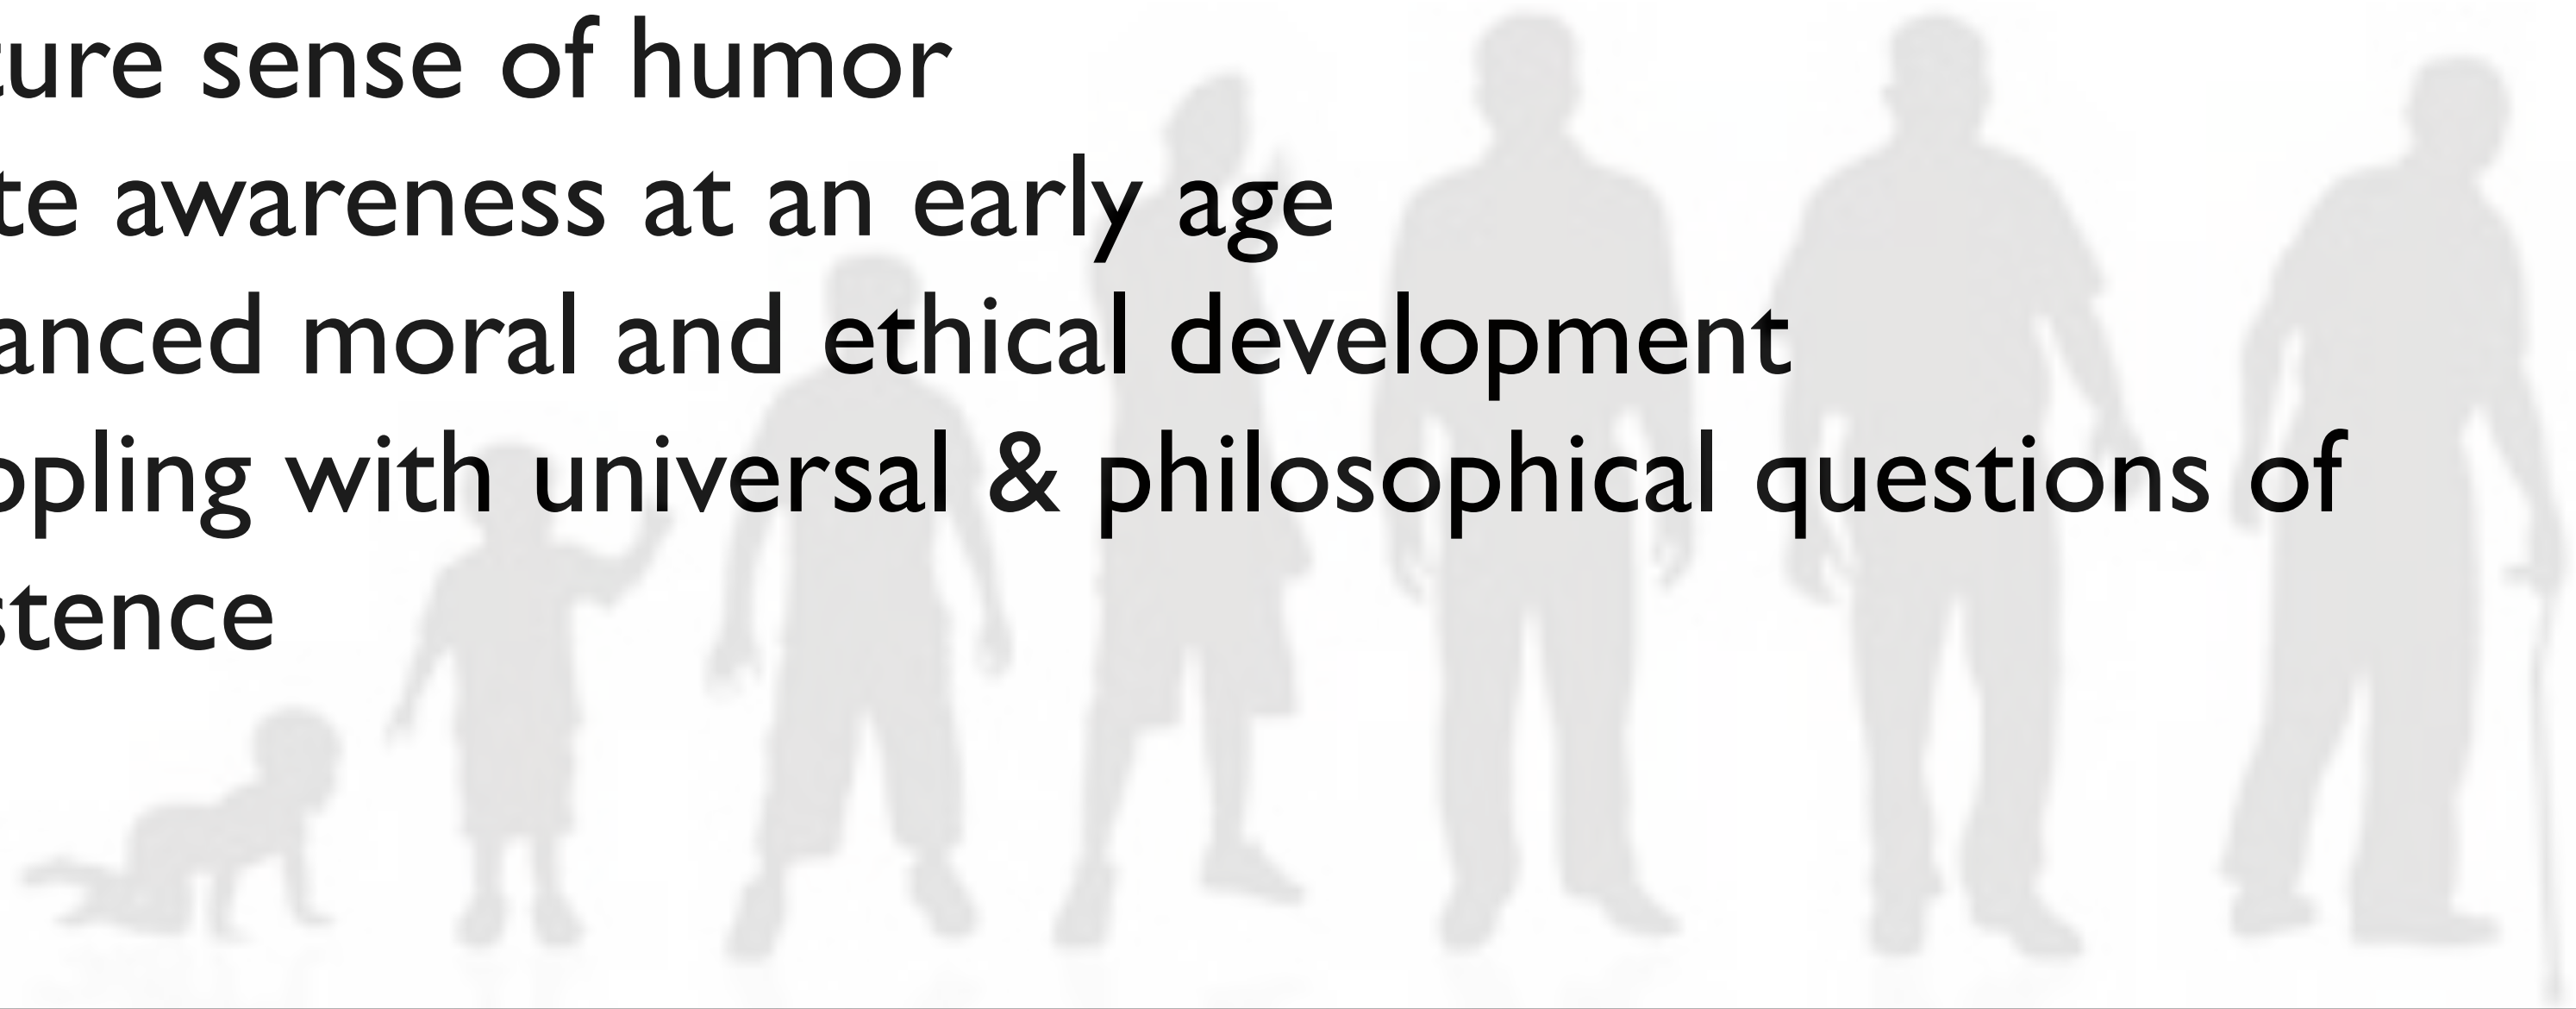 ture sense of humor
te awareness at an early age
anced moral and ethical development
ppling with universal & philosophical questions of
stence